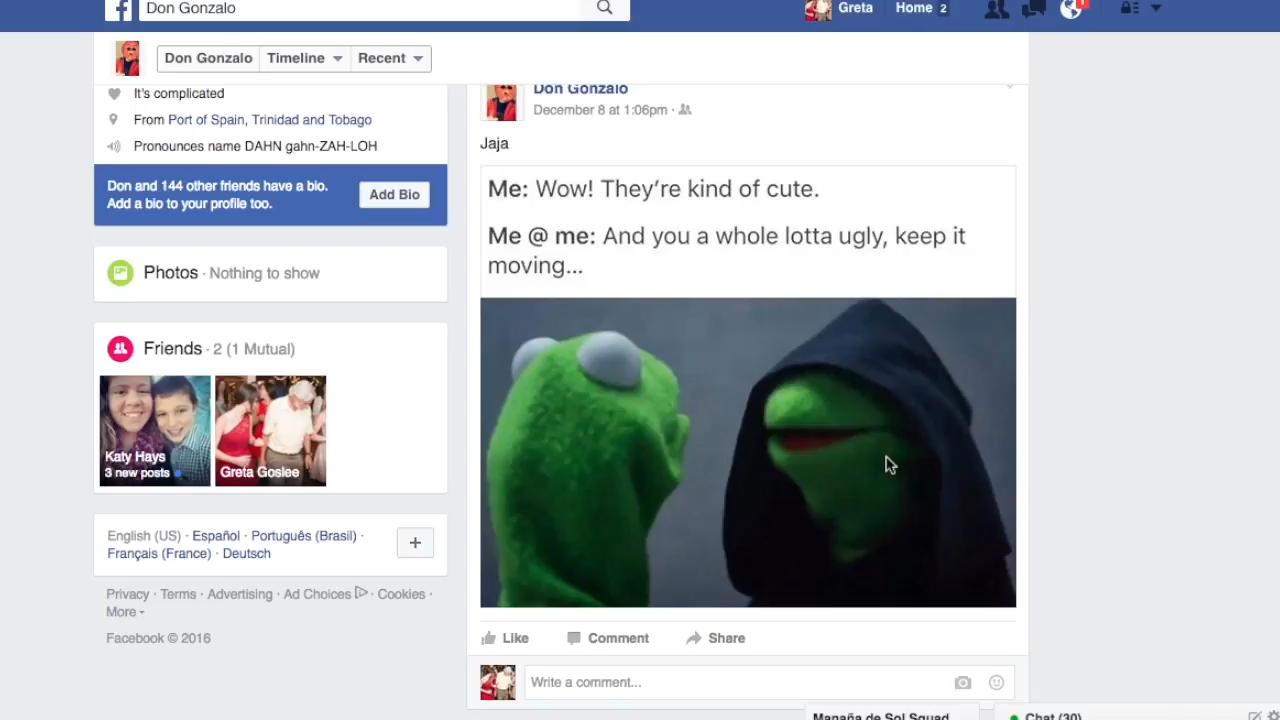 Don Gonzalo
Greta
Home 2
1
Don Gonzalo
Timeline
Recent
It's complicated
From Port of Spain, Trinidad and Tobago
Pronounces name DAHN gahn-ZAH-LOH
Don and 144 other friends have a bio.
Add a bio to your profile too.
Add Bio
Photos · Nothing to show
Friends · 2 (1 Mutual)
Katy Hays
3 new posts
Greta Goslee
English (US) · Español · Português (Brasil) ·
Français (France) · Deutsch
+
Privacy · Terms · Advertising · Ad Choices · Cookies ·
More
Facebook © 2016
Don Gonzalo
December 8 at 1:06pm ·
Jaja
Me: Wow! They're kind of cute.
Me @ me: And you a whole lotta ugly, keep it
moving...
Like
Comment
Share
Write a comment...
Manaña de Sol Squad
Chat (30)